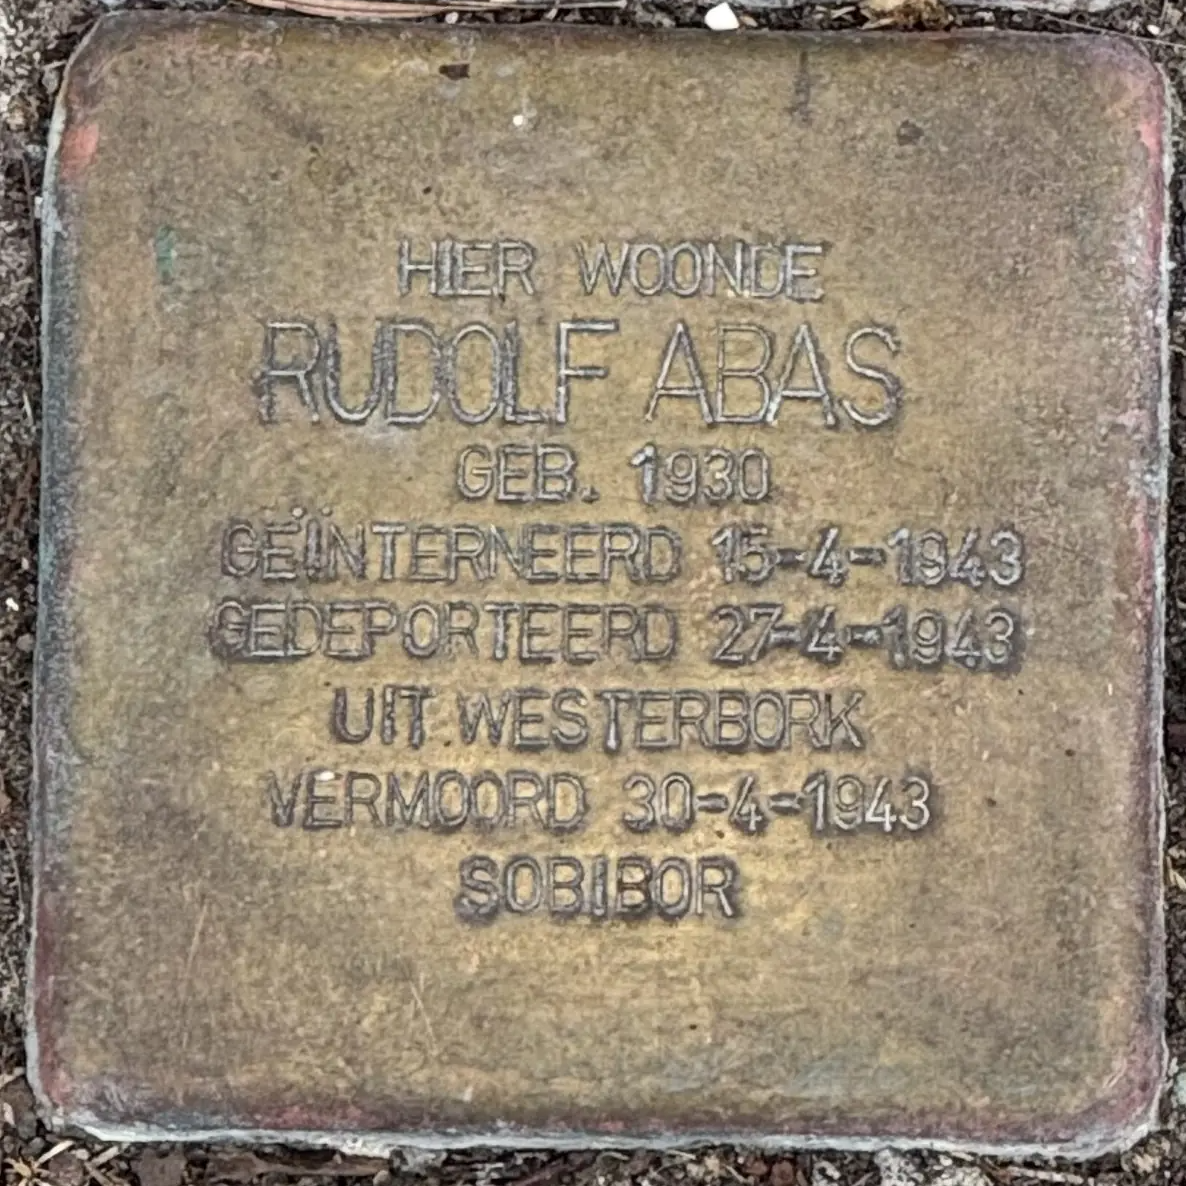 HIER WOONDE
RUDOLF ABAS
GEB. 1930
GEÏNTERNEERD 15-4-1943
GEDEPORTEERD 27-4-1943
UIT WESTERBORK
VERMOORD 30-4-1943
SOBIBOR